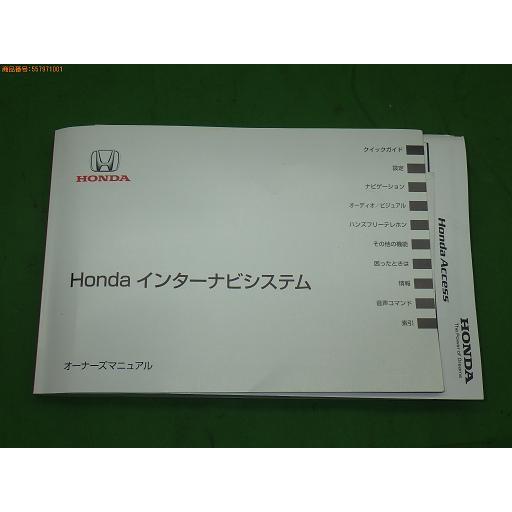 商品番号:557971001
HONDA
Honda インターナビシステム
オーナーズマニュアル
クイックガイド
設定
ナビゲーション
オーディオ/ビジュアル
ハンズフリーテレホン
その他の機能
困ったときは
情報
音声コマンド
索引
Honda Access
HONDA
The Power of Dreams